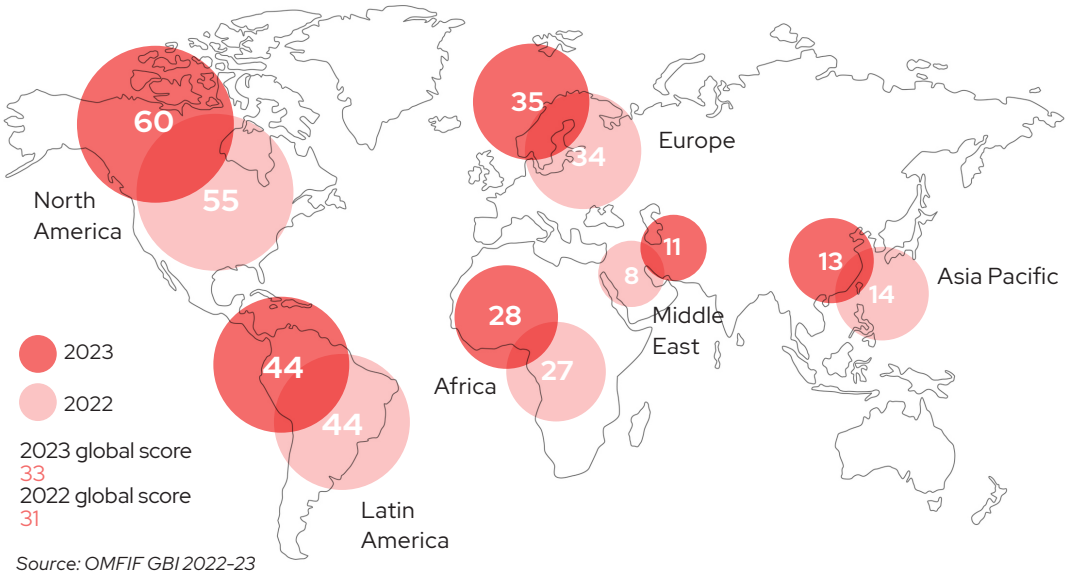 60
55
North
America
35
34
Europe
11
8
Middle
East
13
14
Asia Pacific
28
27
Africa
44
44
Latin
America
2023
2022
2023 global score
33
2022 global score
31
Source: OMFIF GBI 2022-23